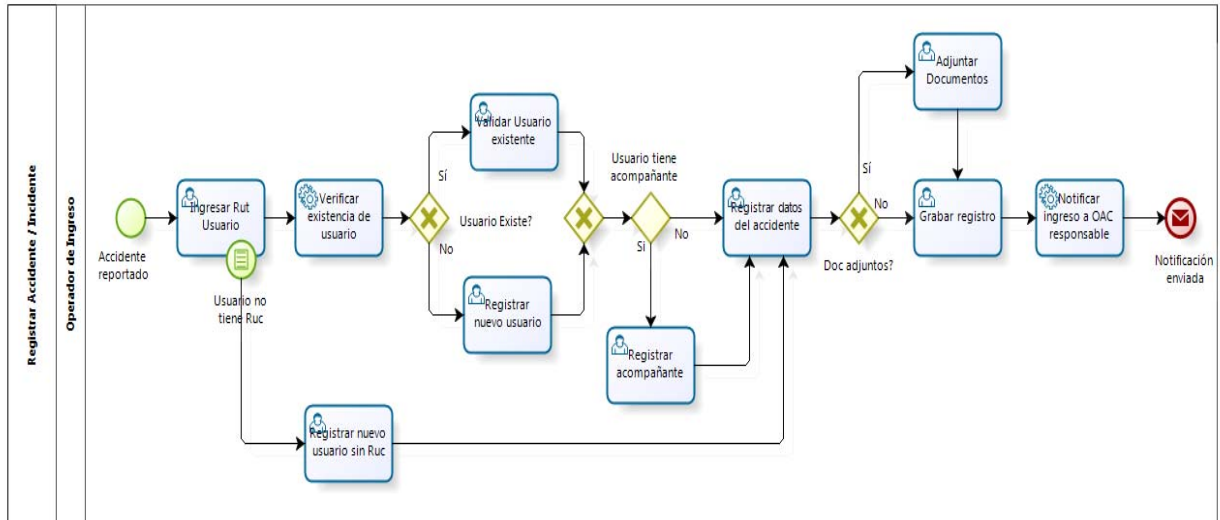 Registrar Accidente / Incidente
Operador de Ingreso
Accidente
reportado
Ingresar Rut
Usuario
Usuario no
tiene Ruc
Verificar
existencia de
usuario
Sí
Usuario Existe?
No
Validar Usuario
existente
Registrar
nuevo usuario
Registrar nuevo
usuario sin Ruc
Usuario tiene
acompañante
No
Si
Registrar
acompañante
Registrar datos
del accidente
Sí
No
Doc adjuntos?
Adjuntar
Documentos
Grabar registro
Notificar
ingreso a OAC
responsable
Notificación
enviada